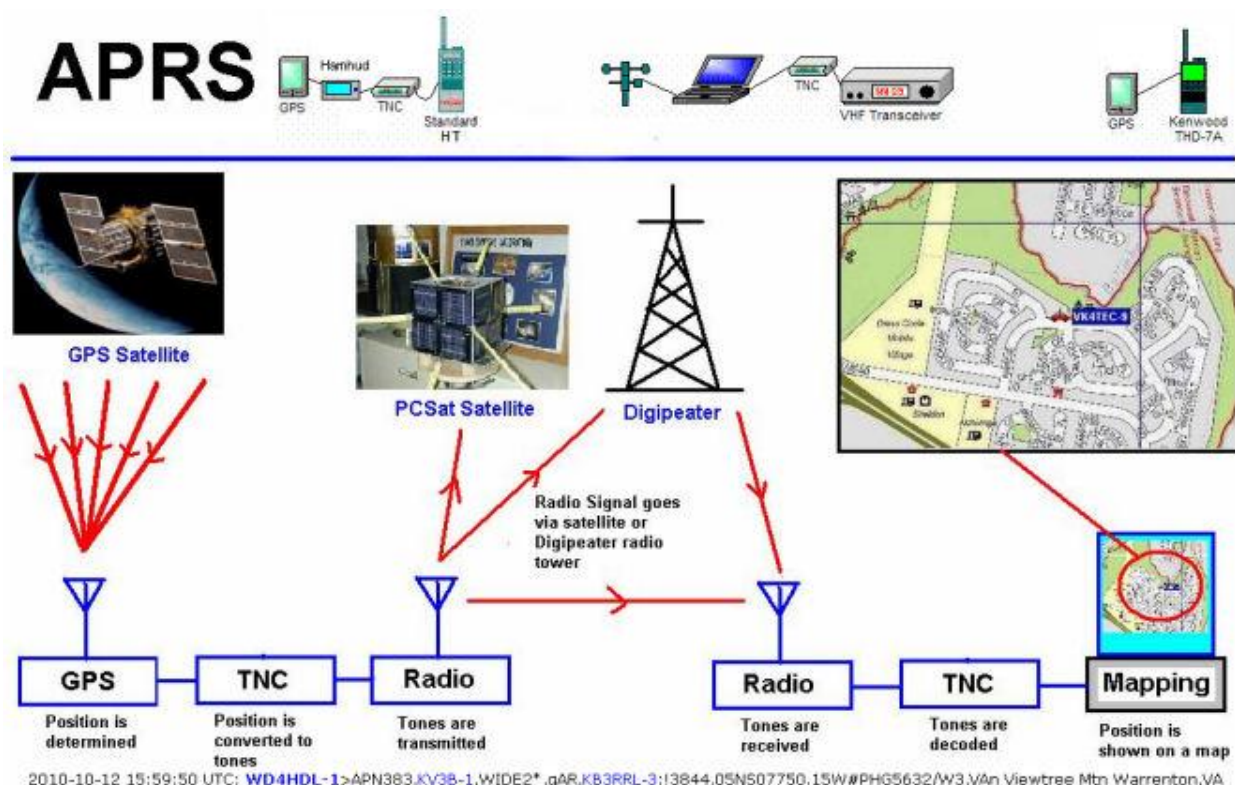 APRS
Hamhud
GPS
TNC
Standard
HT
TNC
VHF Transceiver
GPS
Kenwood
THD-7A
GPS Satellite
PCSat Satellite
Digipeater
VK4TEC-9
Village
Sheldon
Radio Signal goes
via satellite or
Digipeater radio
tower
GPS
TNC
Radio
Radio
TNC
Mapping
Position is
determined
Position is
converted to
tones
Tones are
transmitted
Tones are
received
Tones are
decoded
Position is
shown on a map
2010-10-12 15:59:50 UTC: WD4HDL-1>APN383,KV3B-1,WIDE2*,qAR,KB3RRL-3:!3844.05NS07750.15W#PHG5632/W3,VAn Viewtree Mtn Warrenton,VA